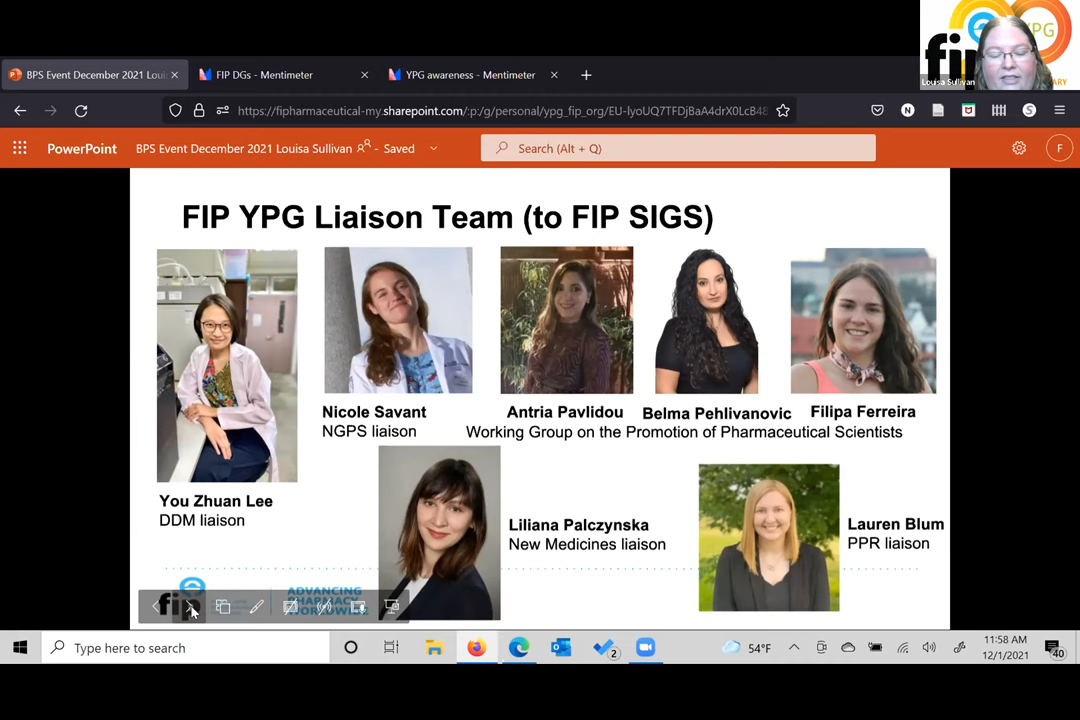 fip
YPG
Louisa Sullivan
BPS Event December 2021 Loui
FIP DGs - Mentimeter
YPG awareness - Mentimeter
https://fipharmaceutical-my.sharepoint.com/:p:/g/personal/ypg_fip_org/EU-IyoUQ7TFDjBaA4drX0LcB48
PowerPoint
BPS Event December 2021 Louisa Sullivan - Saved
Search (Alt + Q)
F
FIP YPG Liaison Team (to FIP SIGS)
Nicole Savant
NGPS liaison
Antria Pavlidou
Belma Pehlivanovic
Filipa Ferreira
Working Group on the Promotion of Pharmaceutical Scientists
You Zhuan Lee
DDM liaison
Liliana Palczynska
New Medicines liaison
Lauren Blum
PPR liaison
fip
ADVANCING
PHARMACY
WORLDWIDE
Type here to search
2
54°F
11:58 AM
12/1/2021
40